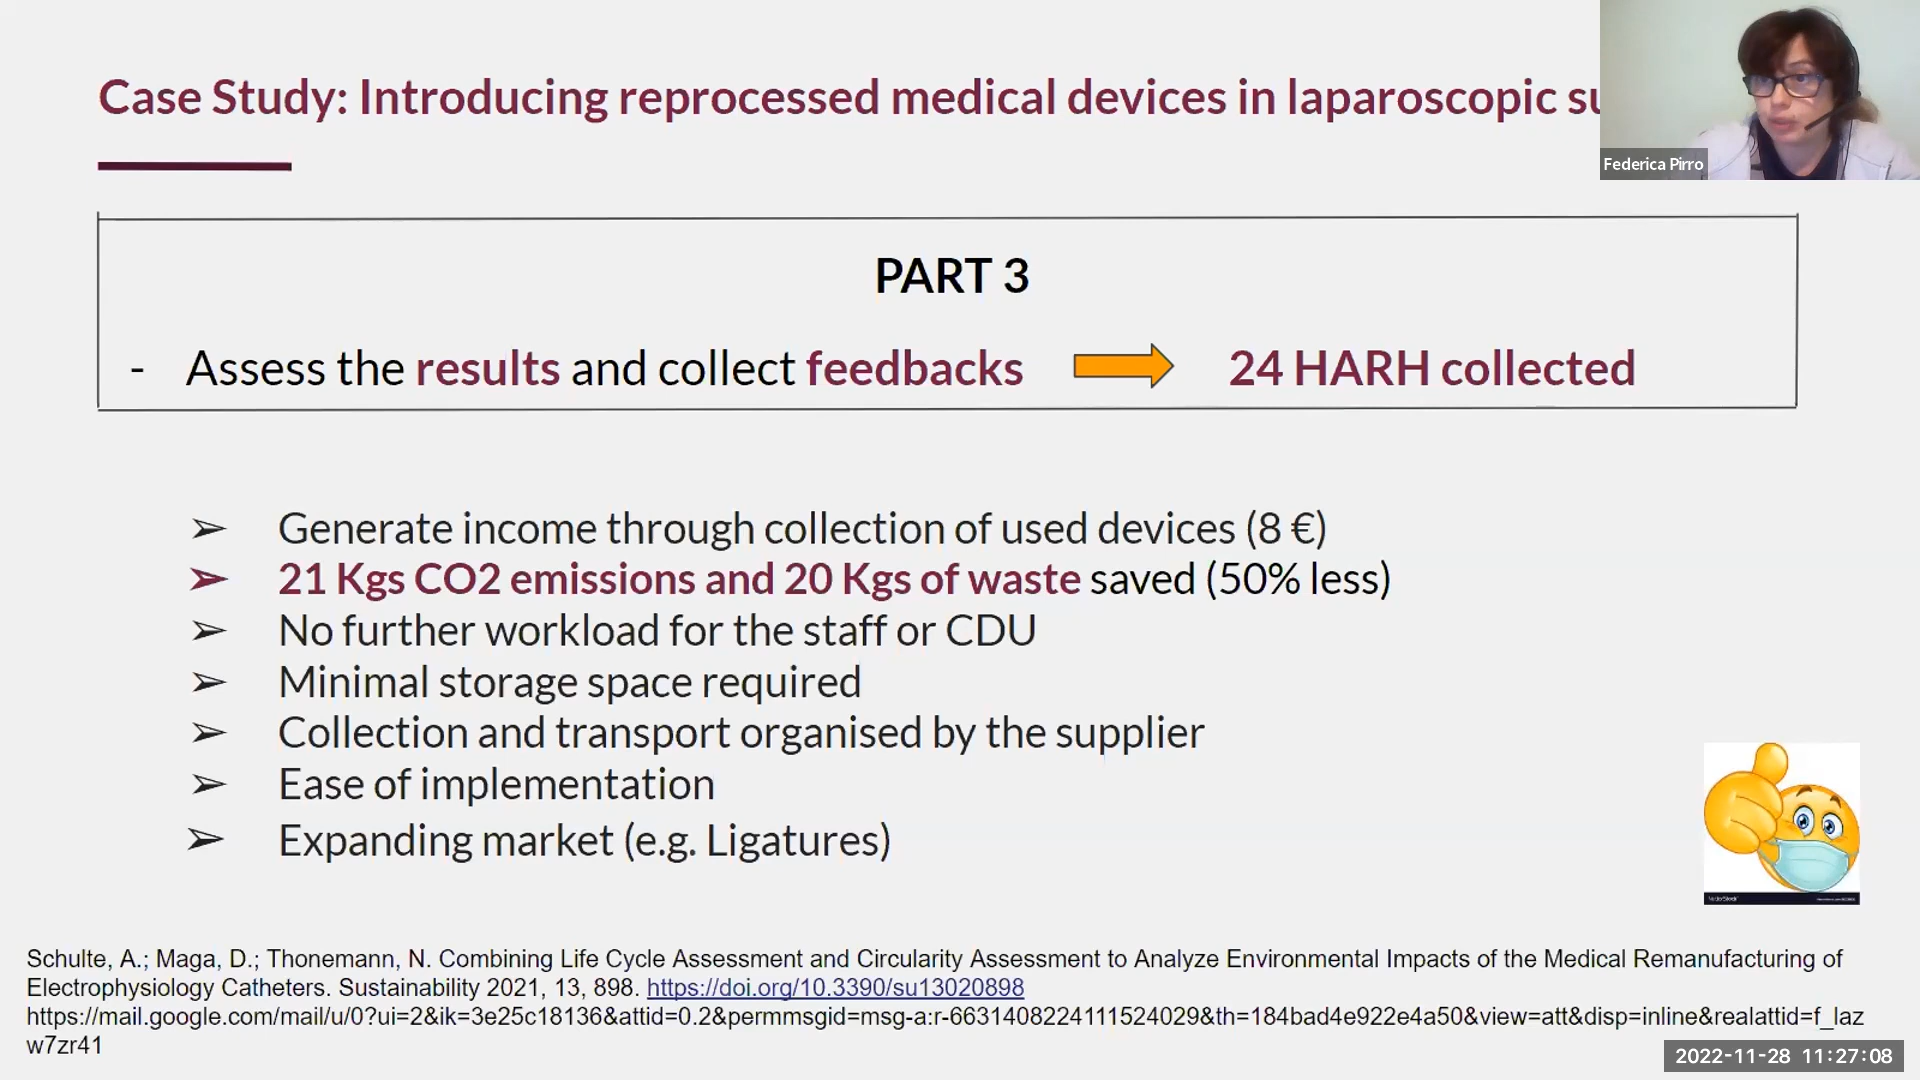 Case Study: Introducing reprocessed medical devices in laparoscopic su
Federica Pirro
PART 3
- Assess the results and collect feedbacks 24 HARH collected
➢ Generate income through collection of used devices (8 €)
➢ 21 Kgs CO2 emissions and 20 Kgs of waste saved (50% less)
➢ No further workload for the staff or CDU
➢ Minimal storage space required
➢ Collection and transport organised by the supplier
➢ Ease of implementation
➢ Expanding market (e.g. Ligatures)
Schulte, A.; Maga, D.; Thonemann, N. Combining Life Cycle Assessment and Circularity Assessment to Analyze Environmental Impacts of the Medical Remanufacturing of
Electrophysiology Catheters. Sustainability 2021, 13, 898. https://doi.org/10.3390/su13020898
https://mail.google.com/mail/u/0?ui=2&ik=3e25c18136&attid=0.2&permmsgid=msg-a:r-6631408224111524029&th=184bad4e922e4a50&view=att&disp=inline&realattid=f_laz
w7zr41
2022-11-28 11:27:08